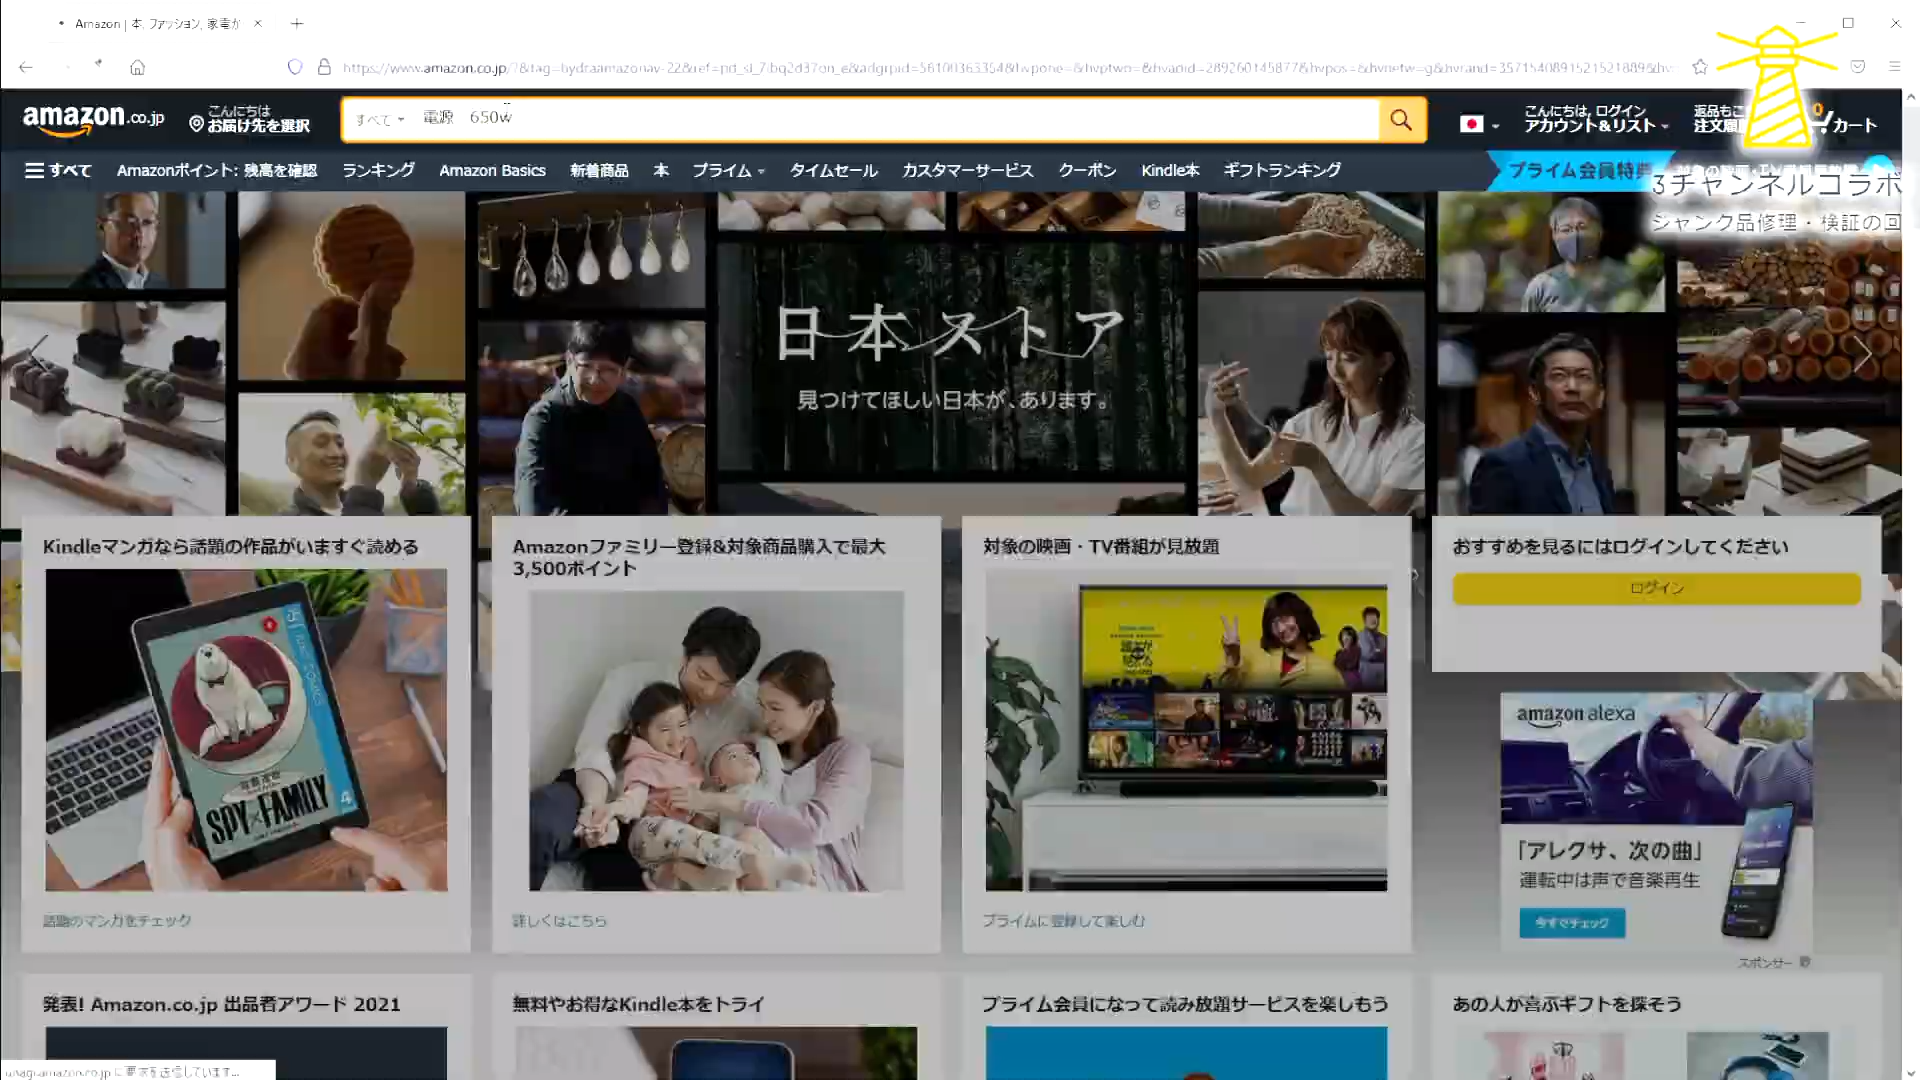 Amazon | 本, ファッション, 家電か
amazon.co.jp
こんにちは
お届け先を選択
すべて
電源 650w
こんにちは, ログイン
アカウント&リスト
返品もこ
注文履
0
カート
すべて
Amazonポイント: 残高を確認
ランキング
Amazon Basics
新着商品
本
プライム
タイムセール
カスタマーサービス
クーポン
Kindle本
ギフトランキング
プライム会員特典
3チャンネルコラボ
ジャンク品修理・検証の回
日本ストア
見つけてほしい日本が、あります。
Kindleマンガなら話題の作品がいますぐ読める
SPY×FAMILY
4
話題のマンガをチェック
Amazonファミリー登録&対象商品購入で最大
3,500ポイント
詳しくはこちら
対象の映画・TV番組が見放題
プライムに登録して楽しむ
おすすめを見るにはログインしてください
ログイン
amazon alexa
「アレクサ、次の曲」
運転中は声で音楽再生
今すぐチェック
スポンサー
発表! Amazon.co.jp 出品者アワード 2021
無料やお得なKindle本をトライ
プライム会員になって読み放題サービスを楽しもう
あの人が喜ぶギフトを探そう